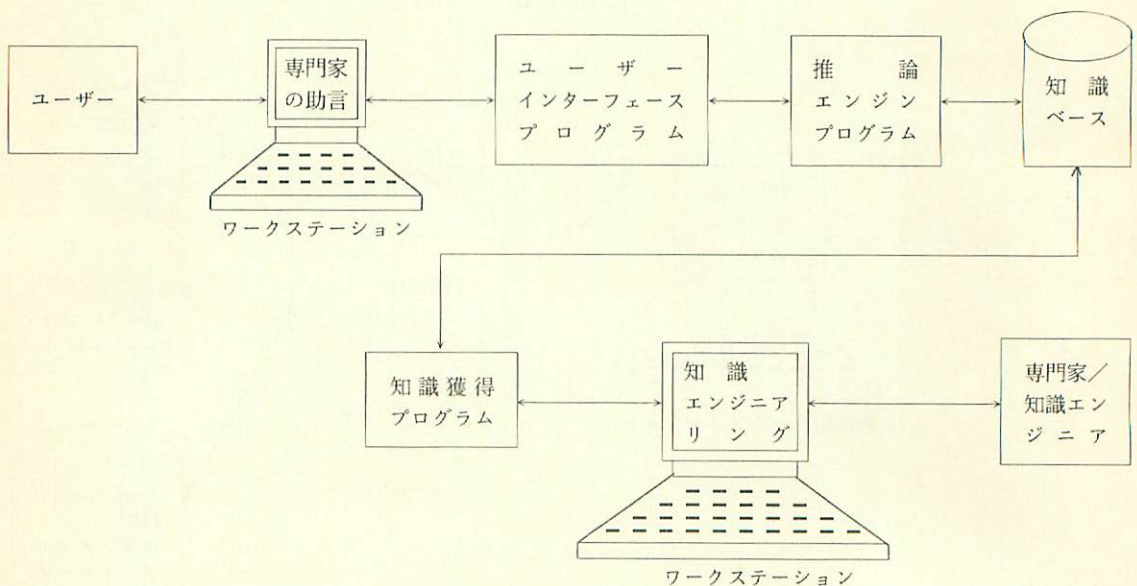 ユーザー
専門家
の助言
ワークステーション
ユーザー
インターフェース
プログラム
推論
エンジン
プログラム
知識
ベース
知識獲得
プログラム
知識
エンジニア
リング
ワークステーション
専門家／
知識エン
ジニア